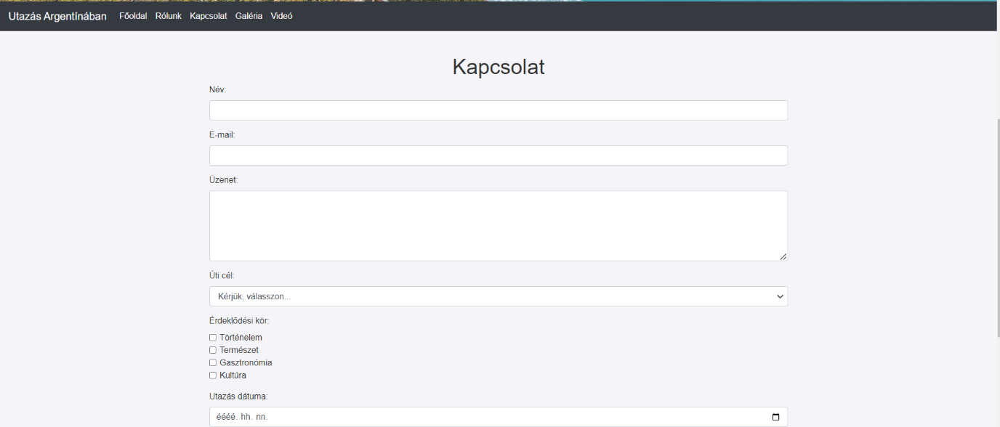 Utazás Argentínában Főoldal Rólunk Kapcsolat Galéria Videó
Kapcsolat
Név:
E-mail:
Üzenet:
Úti cél:
Kérjük, válasszon...
Érdeklődési kör:
Történelem
Természet
Gasztronómia
Kultúra
Utazás dátuma:
éééé. hh. nn.